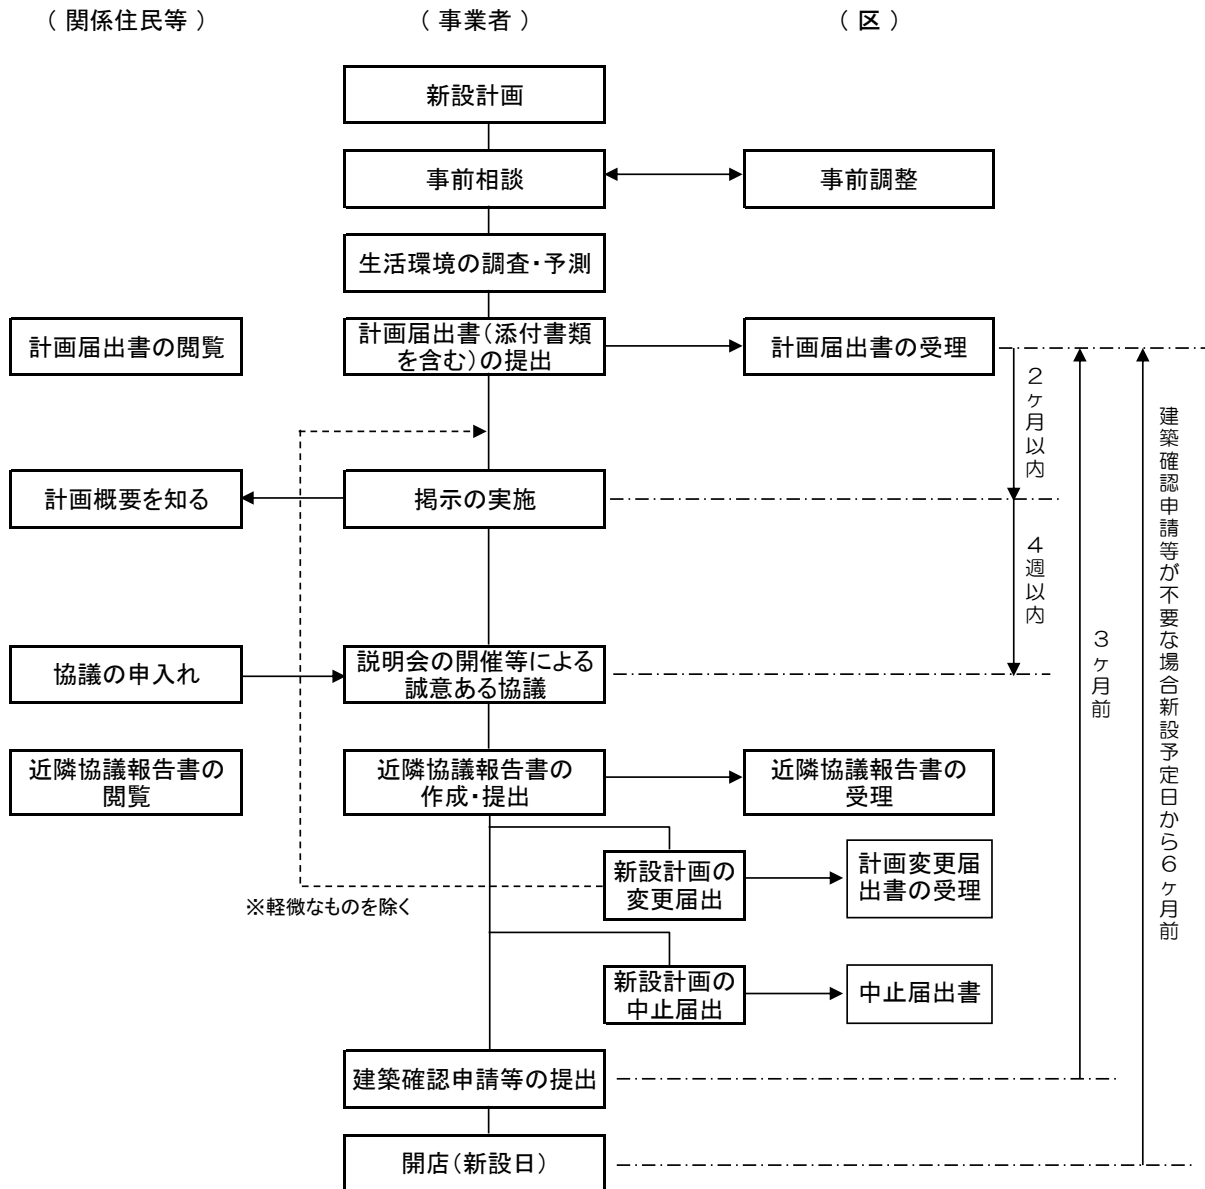 （ 関係住民等 ）
（ 事業者 ）
（ 区 ）
新設計画
事前相談
事前調整
生活環境の調査・予測
計画届出書の閲覧
計画届出書（添付書類
を含む）の提出
計画届出書の受理
2ヶ月以内
計画概要を知る
掲示の実施
4週以内
協議の申入れ
説明会の開催等による
誠意ある協議
近隣協議報告書の
閲覧
近隣協議報告書の
作成・提出
近隣協議報告書の
受理
新設計画の
変更届出
計画変更届
出書の受理
※軽微なものを除く
新設計画の
中止届出
中止届出書
建築確認申請等の提出
開店（新設日）
３ヶ月前
建築確認申請等が不要な場合新設予定日から６ヶ月前